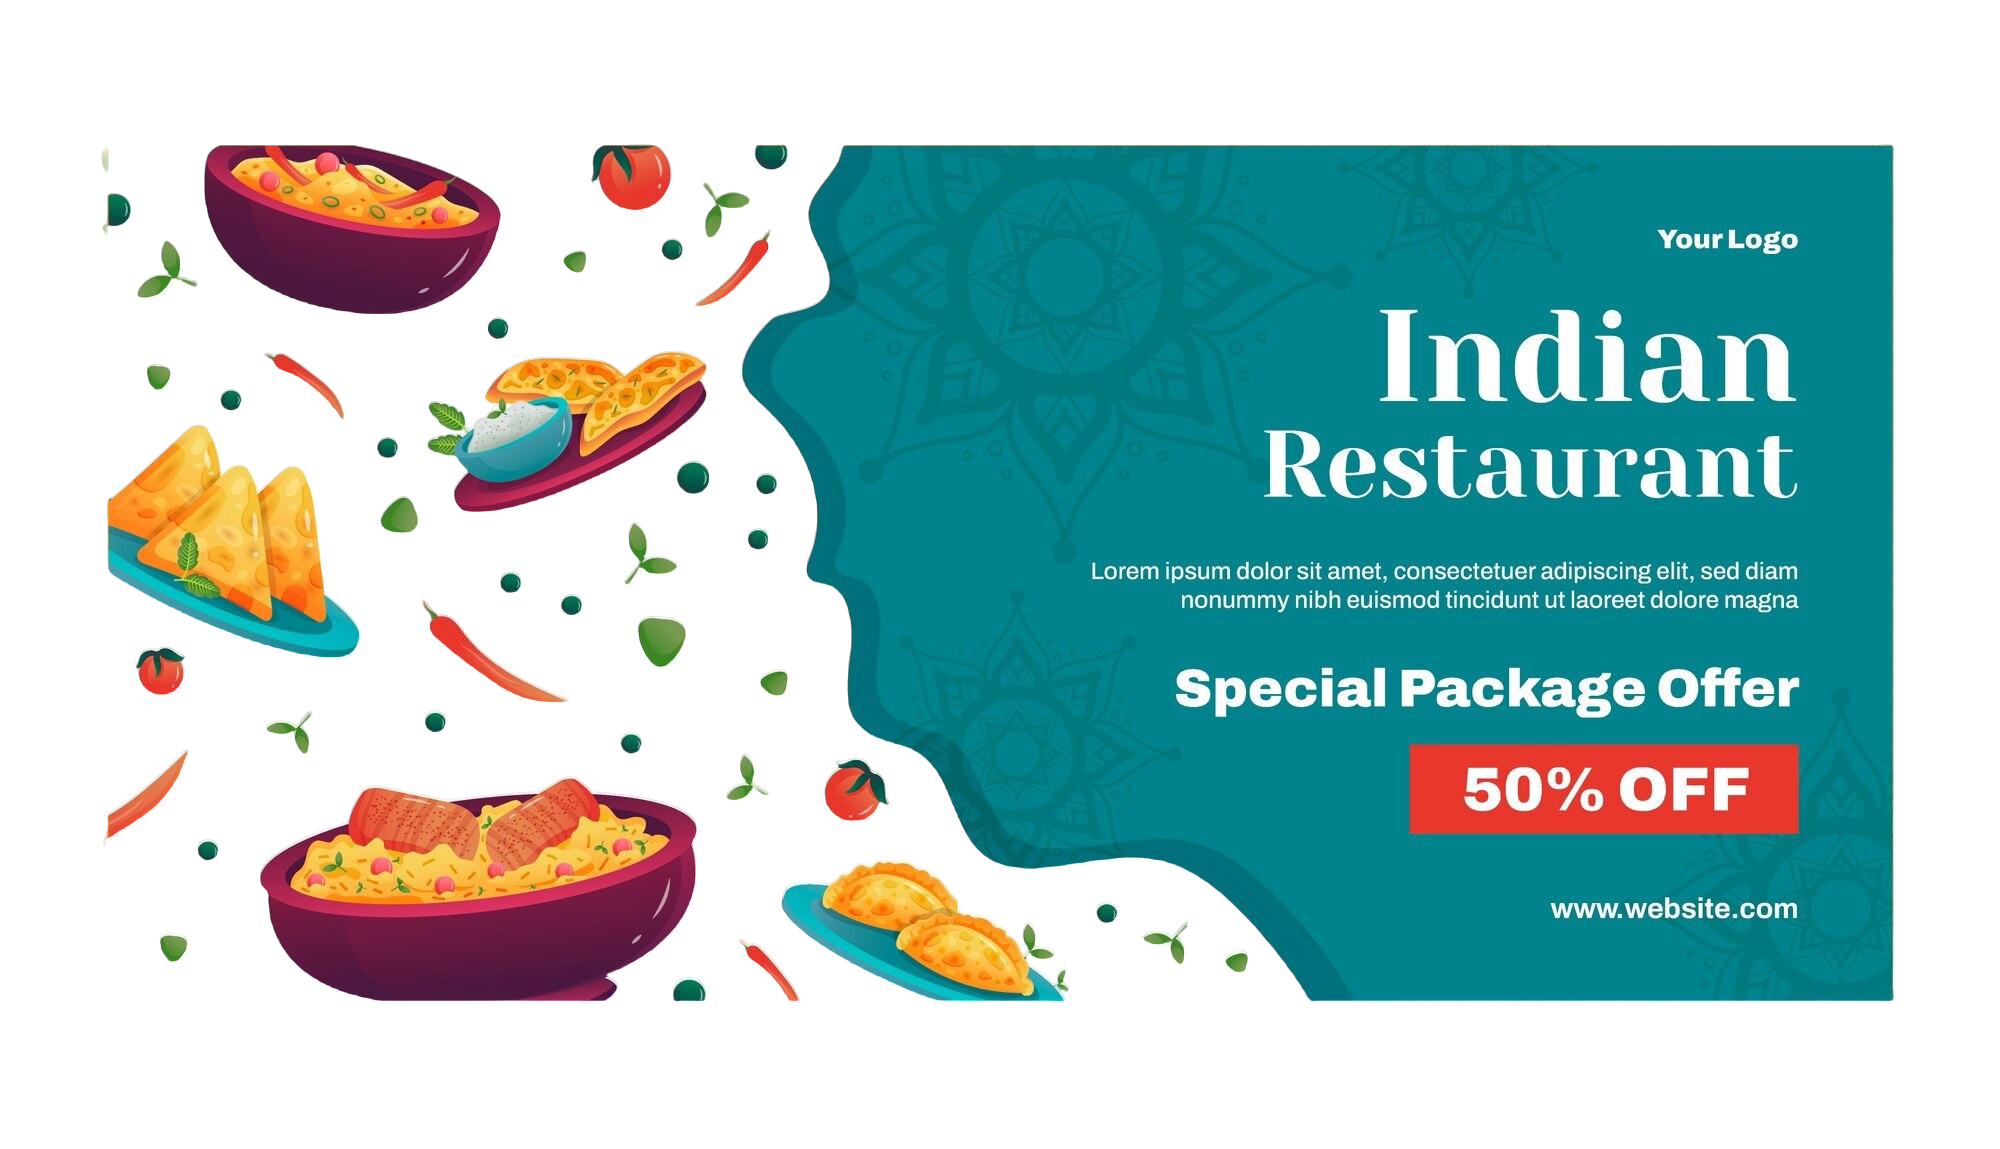 Your Logo
Indian
Restaurant
Lorem ipsum dolor sit amet, consectetuer adipiscing elit, sed diam
nonummy nibh euismod tincidunt ut laoreet dolore magna
Special Package Offer
50% OFF
www.website.com